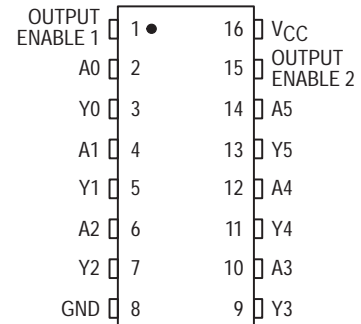 OUTPUT
ENABLE 1 1 16 VCC
A0 2 15 OUTPUT
ENABLE 2
Y0 3 14 A5
A1 4 13 Y5
Y1 5 12 A4
A2 6 11 Y4
Y2 7 10 A3
GND 8 9 Y3